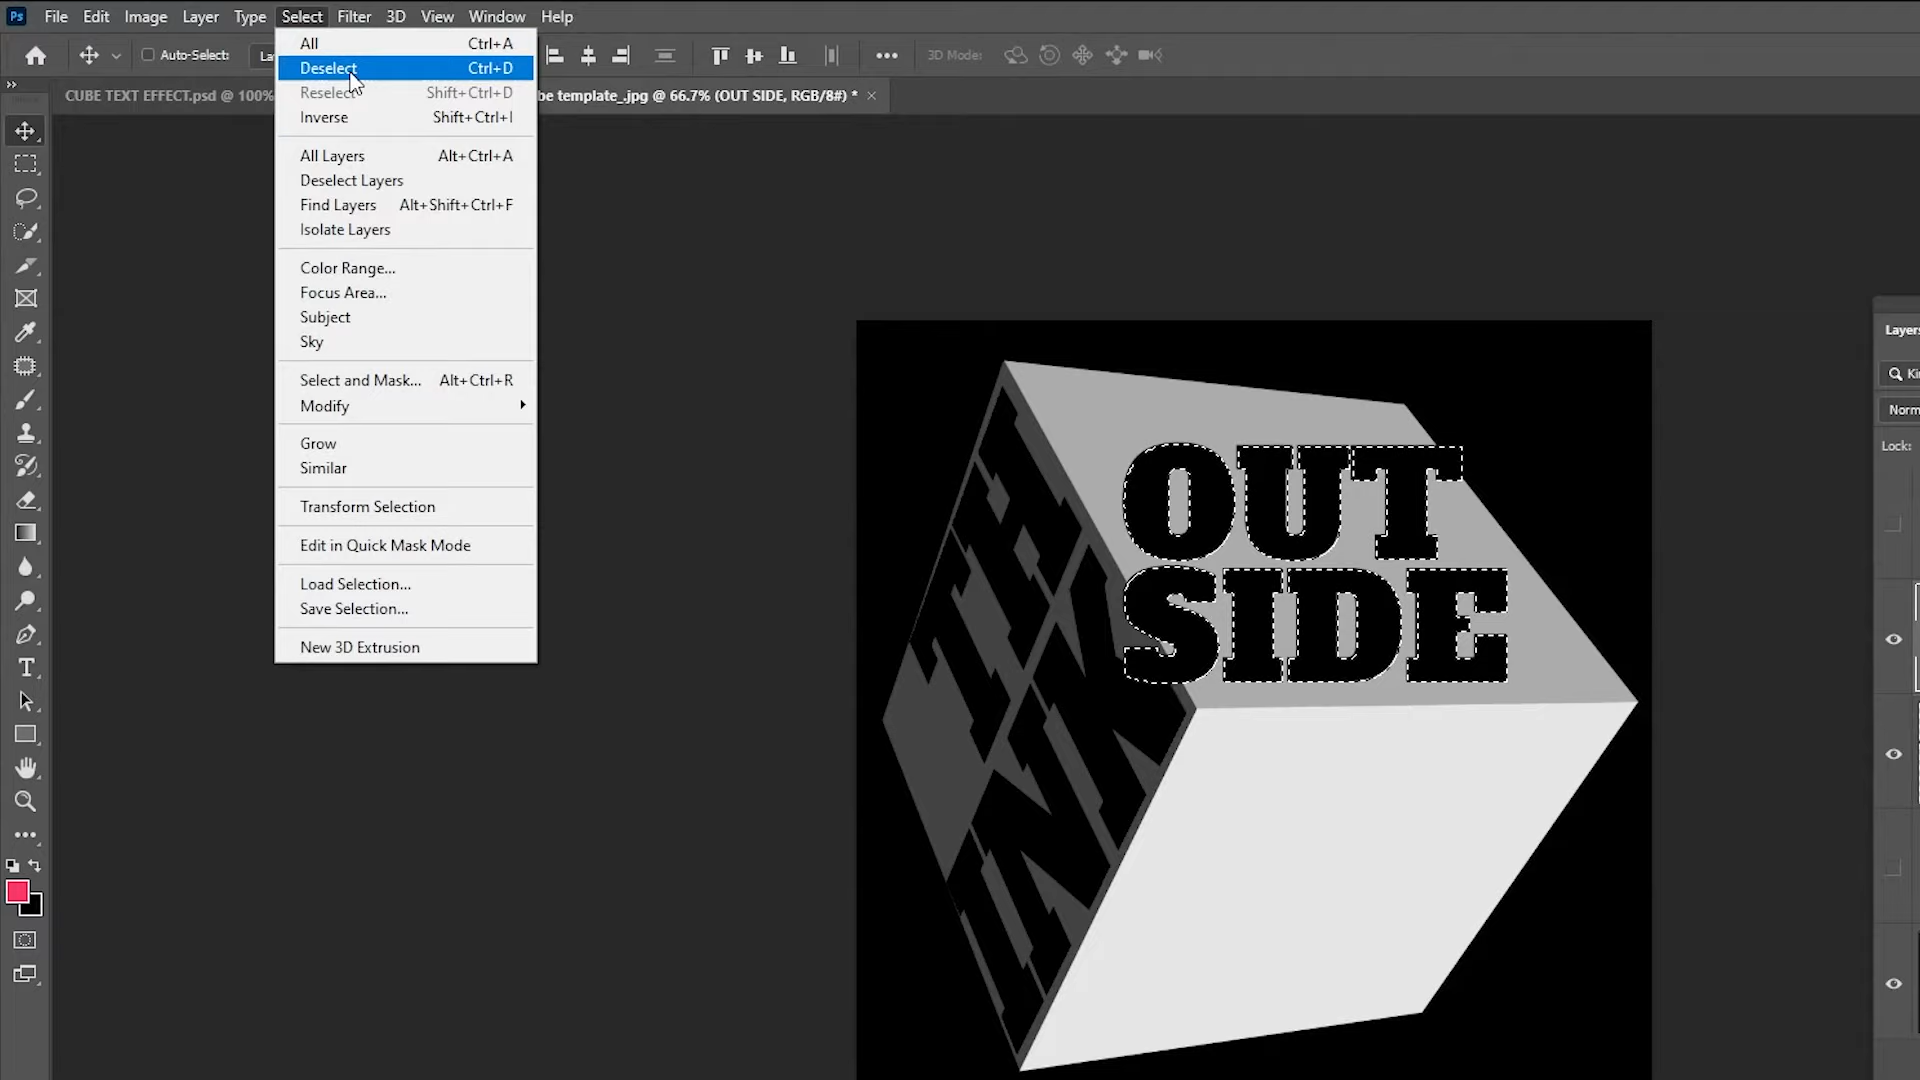 Ps File Edit Image Layer Type Select Filter 3D View Window Help
Auto-Select: La 3D Mode:
CUBE TEXT EFFECT.psd @ 100% be template_.jpg @ 66.7% (OUT SIDE, RGB/8#) * ×
All Ctrl+A
Deselect Ctrl+D
Reselect Shift+Ctrl+D
Inverse Shift+Ctrl+I
All Layers Alt+Ctrl+A
Deselect Layers
Find Layers Alt+Shift+Ctrl+F
Isolate Layers
Color Range...
Focus Area...
Subject
Sky
Select and Mask... Alt+Ctrl+R
Modify
Grow
Similar
Transform Selection
Edit in Quick Mask Mode
Load Selection...
Save Selection...
New 3D Extrusion
OUT
SIDE
Layers
Ki
Norm
Lock: